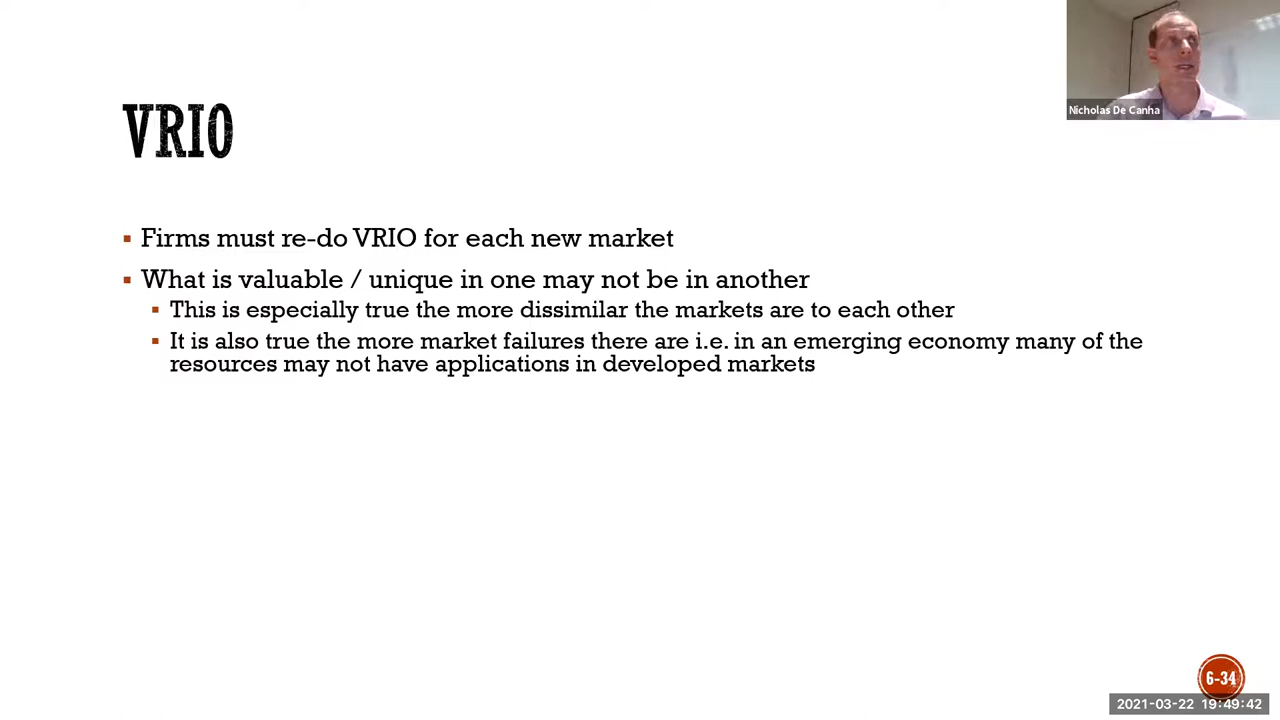 Nicholas De Canha
VRIO
▪ Firms must re-do VRIO for each new market
▪ What is valuable / unique in one may not be in another
▪ This is especially true the more dissimilar the markets are to each other
▪ It is also true the more market failures there are i.e. in an emerging economy many of the
resources may not have applications in developed markets
6-34
2021-03-22 19:49:42